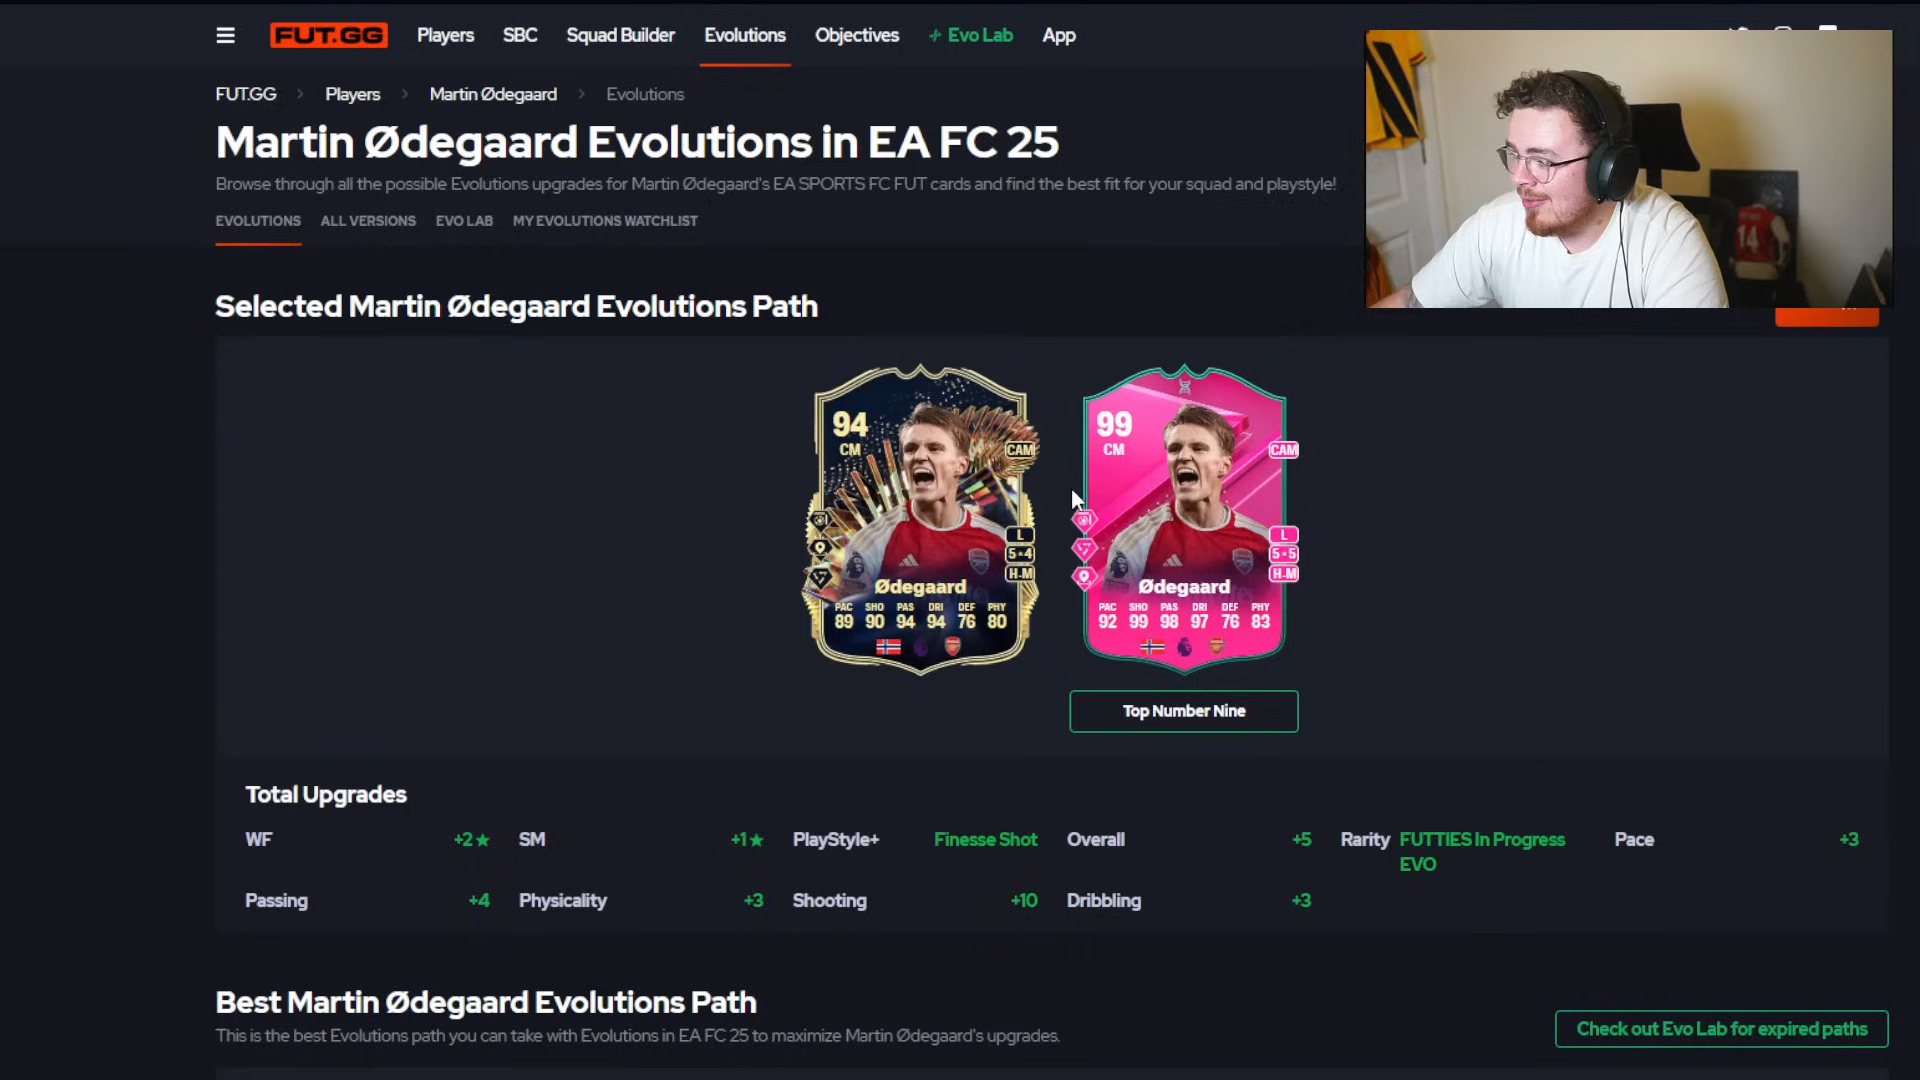 FUT.GG
Players
SBC
Squad Builder
Evolutions
Objectives
Evo Lab
App
FUT.GG > Players > Martin Ødegaard > Evolutions
Martin Ødegaard Evolutions in EA FC 25
Browse through all the possible Evolutions upgrades for Martin Ødegaard's EA SPORTS FC FUT cards and find the best fit for your squad and playstyle!
EVOLUTIONS
ALL VERSIONS
EVO LAB
MY EVOLUTIONS WATCHLIST
14
Selected Martin Ødegaard Evolutions Path
94
CM
CAM
L
5★4
H-M
Ødegaard
PAC SHO PAS DRI DEF PHY
89 90 94 94 76 80
99
CM
CAM
L
5★5
H-M
Ødegaard
PAC SHO PAS DRI DEF PHY
92 99 98 97 76 83
Top Number Nine
Total Upgrades
WF +2★
SM +1★
PlayStyle+ Finesse Shot
Overall +5
Rarity FUTTIES In Progress
EVO
Pace +3
Passing +4
Physicality +3
Shooting +10
Dribbling +3
Best Martin Ødegaard Evolutions Path
This is the best Evolutions path you can take with Evolutions in EA FC 25 to maximize Martin Ødegaard's upgrades.
Check out Evo Lab for expired paths